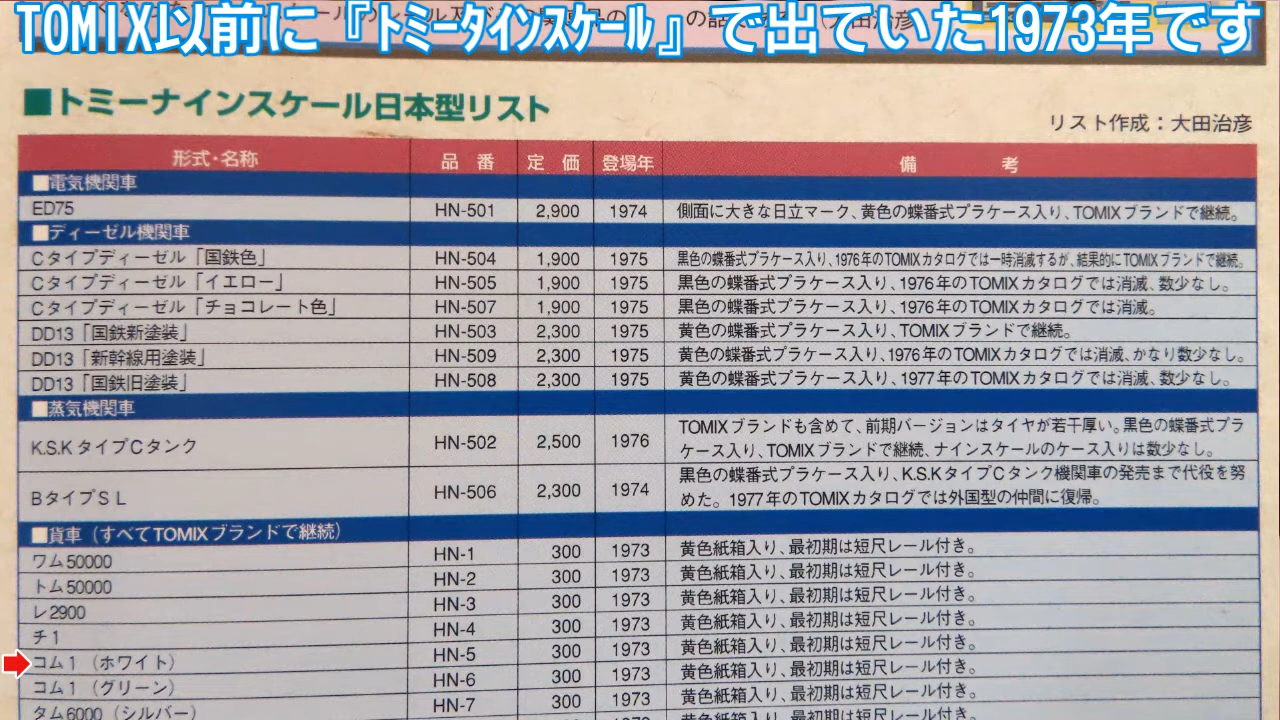 TOMIX以前に『ﾄﾐｰﾀｲﾝｽｹｰﾙ』で出ていた1973年です
■トミーナインスケール日本型リスト
リスト作成：大田治彦
形式・名称 品番 定価 登場年 備考
■電気機関車
ED75 HN-501 2,900 1974 側面に大きな日立マーク、黄色の蝶番式プラケース入り、TOMIXブランドで継続。
■ディーゼル機関車
Cタイプディーゼル「国鉄色」 HN-504 1,900 1975 黒色の蝶番式プラケース入り、1976年のTOMIXカタログでは一時消滅するが、結果的にTOMIXブランドで継続。
Cタイプディーゼル「イエロー」 HN-505 1,900 1975 黒色の蝶番式プラケース入り、1976年のTOMIXカタログでは消滅、数少なし。
Cタイプディーゼル「チョコレート色」 HN-507 1,900 1975 黒色の蝶番式プラケース入り、1976年のTOMIXカタログでは消滅。
DD13「国鉄新塗装」 HN-503 2,300 1975 黄色の蝶番式プラケース入り、TOMIXブランドで継続。
DD13「新幹線用塗装」 HN-509 2,300 1975 黄色の蝶番式プラケース入り、1976年のTOMIXカタログでは消滅、かなり数少なし。
DD13「国鉄旧塗装」 HN-508 2,300 1975 黄色の蝶番式プラケース入り、1977年のTOMIXカタログでは消滅、数少なし。
■蒸気機関車
K.S.KタイプCタンク HN-502 2,500 1976 TOMIXブランドも含めて、前期バージョンはタイヤが若干厚い。黒色の蝶番式プラ
ケース入り、TOMIXブランドで継続、ナインスケールのケース入りは数少なし。
BタイプSL HN-506 2,300 1974 黒色の蝶番式プラケース入り、K.S.KタイプCタンク機関車の発売まで代役を努
めた。1977年のTOMIXカタログでは外国型の仲間に復帰。
■貨車（すべてTOMIXブランドで継続）
ワム50000 HN-1 300 1973 黄色紙箱入り、最初期は短尺レール付き。
トム50000 HN-2 300 1973 黄色紙箱入り、最初期は短尺レール付き。
レ2900 HN-3 300 1973 黄色紙箱入り、最初期は短尺レール付き。
チ1 HN-4 300 1973 黄色紙箱入り、最初期は短尺レール付き。
コム1（ホワイト） HN-5 300 1973 黄色紙箱入り、最初期は短尺レール付き。
コム1（グリーン） HN-6 300 1973 黄色紙箱入り、最初期は短尺レール付き。
タム6000（シルバー） HN-7 300 1973 黄色紙箱入り、最初期は短尺レール付き。